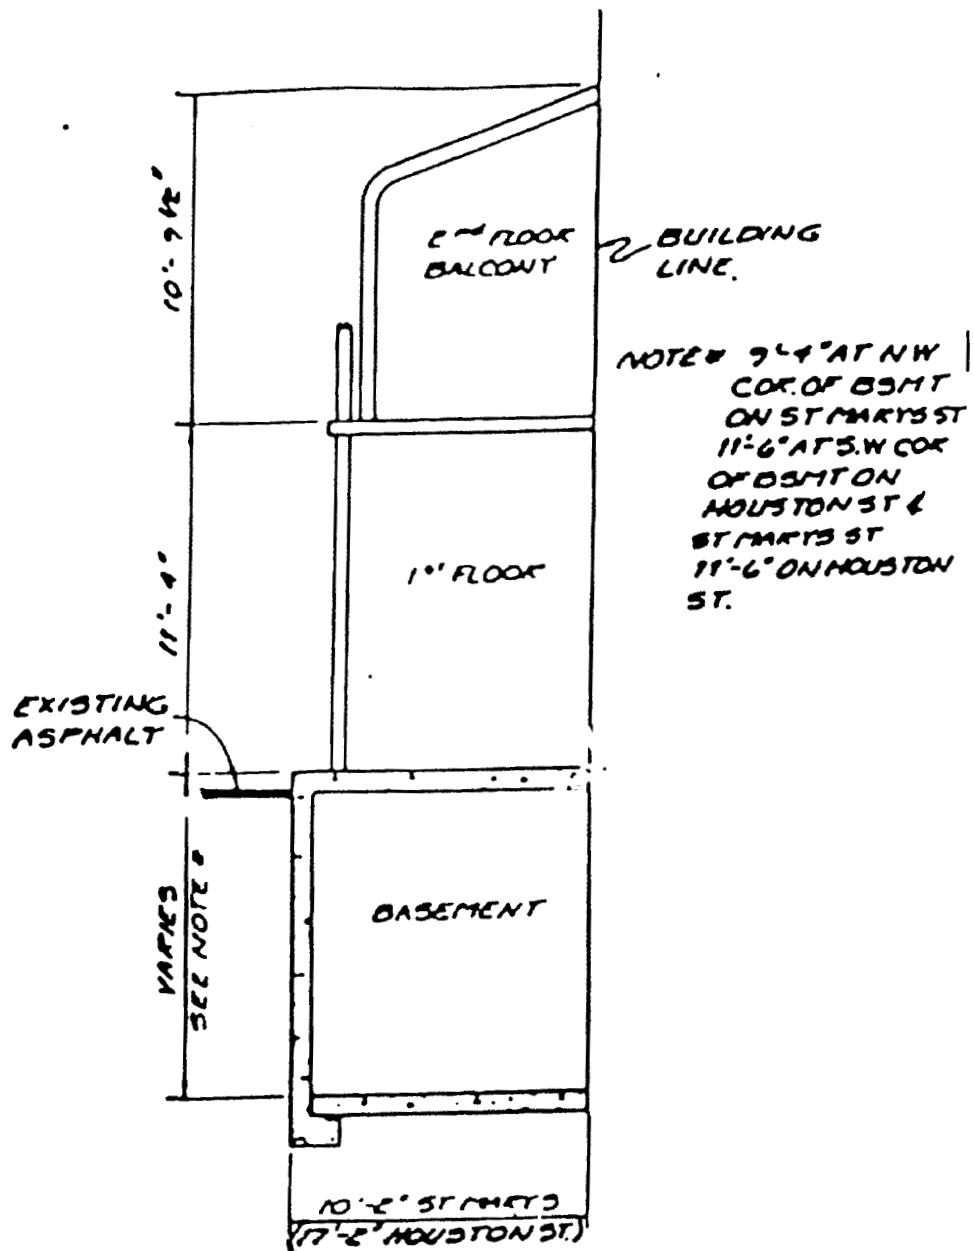 10'-9 1/2"
2nd FLOOR
BALCONY
BUILDING
LINE.
NOTE* 9'-4" AT NW
COR. OF BSMT
ON ST MARYS ST
11'-6" AT S.W COR
OF BSMT ON
HOUSTON ST &
ST MARYS ST
11'-6" ON HOUSTON
ST.
11'-4"
1st FLOOR
EXISTING
ASPHALT
VARIES
SEE NOTE *
BASEMENT
10'-2" ST MARYS
(17'-2" HOUSTON ST.)